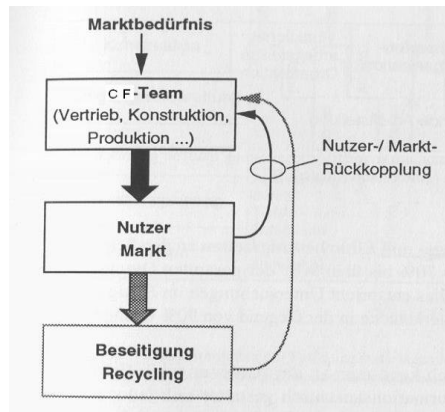 Marktbedürfnis
CF-Team
(Vertrieb, Konstruktion,
Produktion ...)
Nutzer-/ Markt-
Rückkopplung
Nutzer
Markt
Beseitigung
Recycling